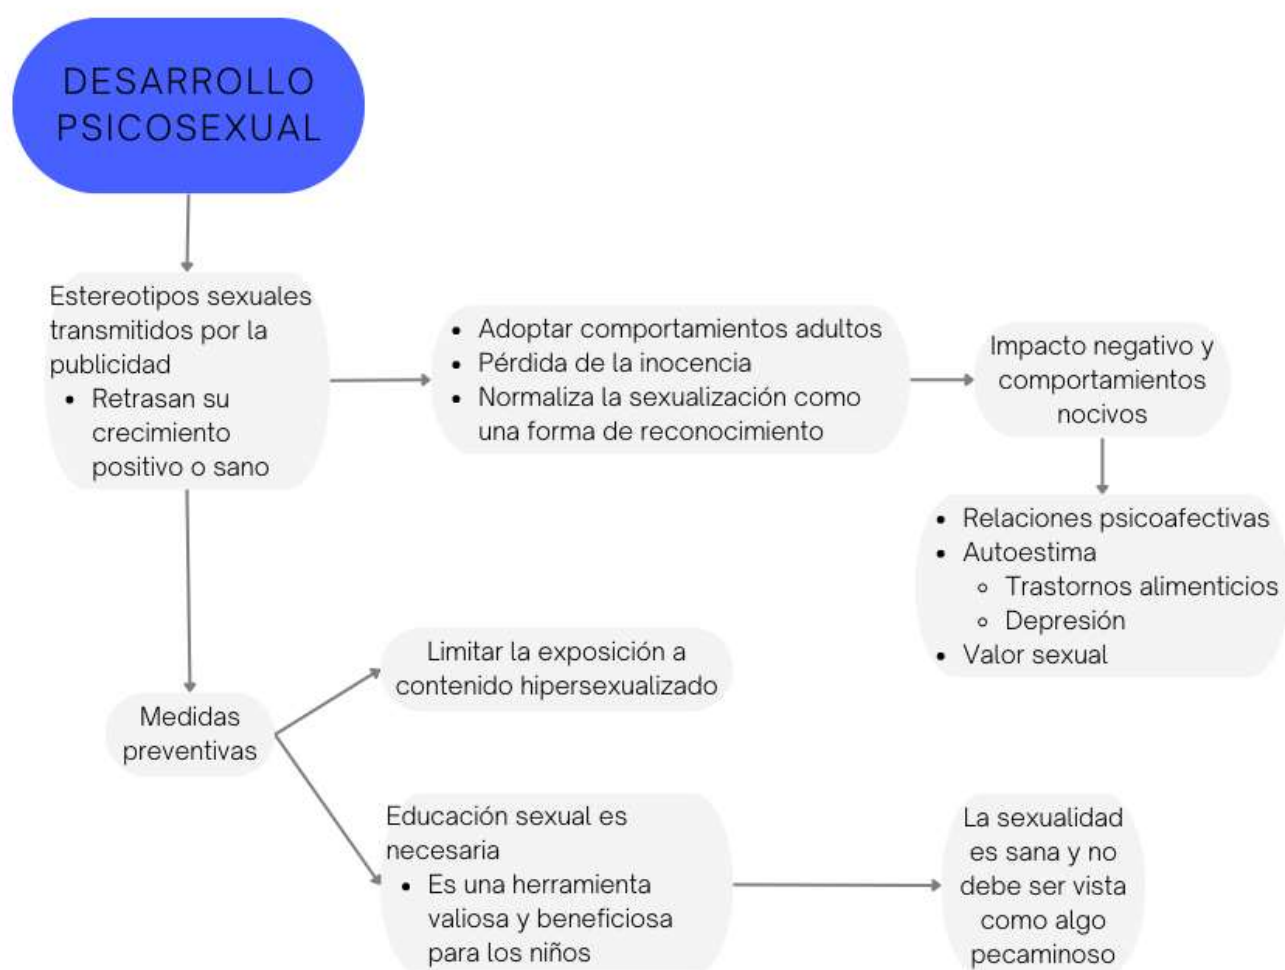 DESARROLLO
PSICOSEXUAL
Estereotipos sexuales
transmitidos por la
publicidad
• Retrasan su
crecimiento
positivo o sano
• Adoptar comportamientos adultos
• Pérdida de la inocencia
• Normaliza la sexualización como
una forma de reconocimiento
Impacto negativo y
comportamientos
nocivos
• Relaciones psicoafectivas
• Autoestima
◦ Trastornos alimenticios
◦ Depresión
• Valor sexual
Medidas
preventivas
Limitar la exposición a
contenido hipersexualizado
Educación sexual es
necesaria
• Es una herramienta
valiosa y beneficiosa
para los niños
La sexualidad
es sana y no
debe ser vista
como algo
pecaminoso